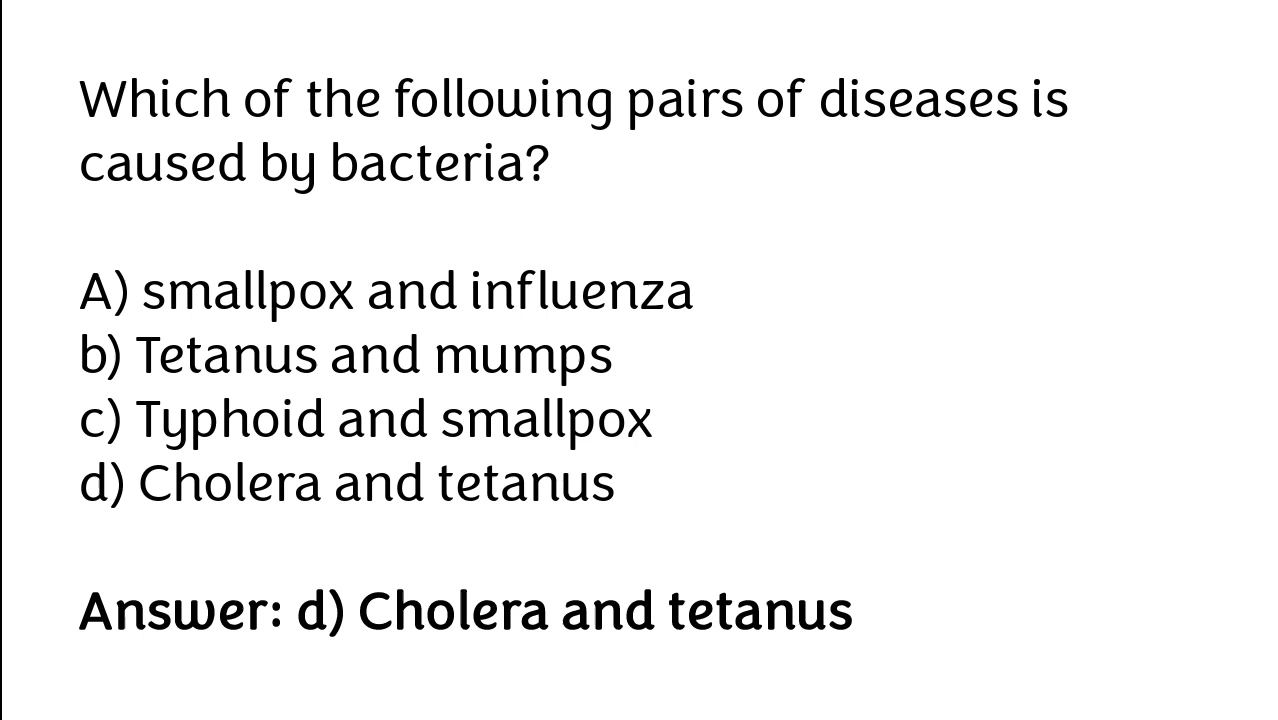 Which of the following pairs of diseases is
caused by bacteria?
A) smallpox and influenza
b) Tetanus and mumps
c) Typhoid and smallpox
d) Cholera and tetanus
Answer: d) Cholera and tetanus